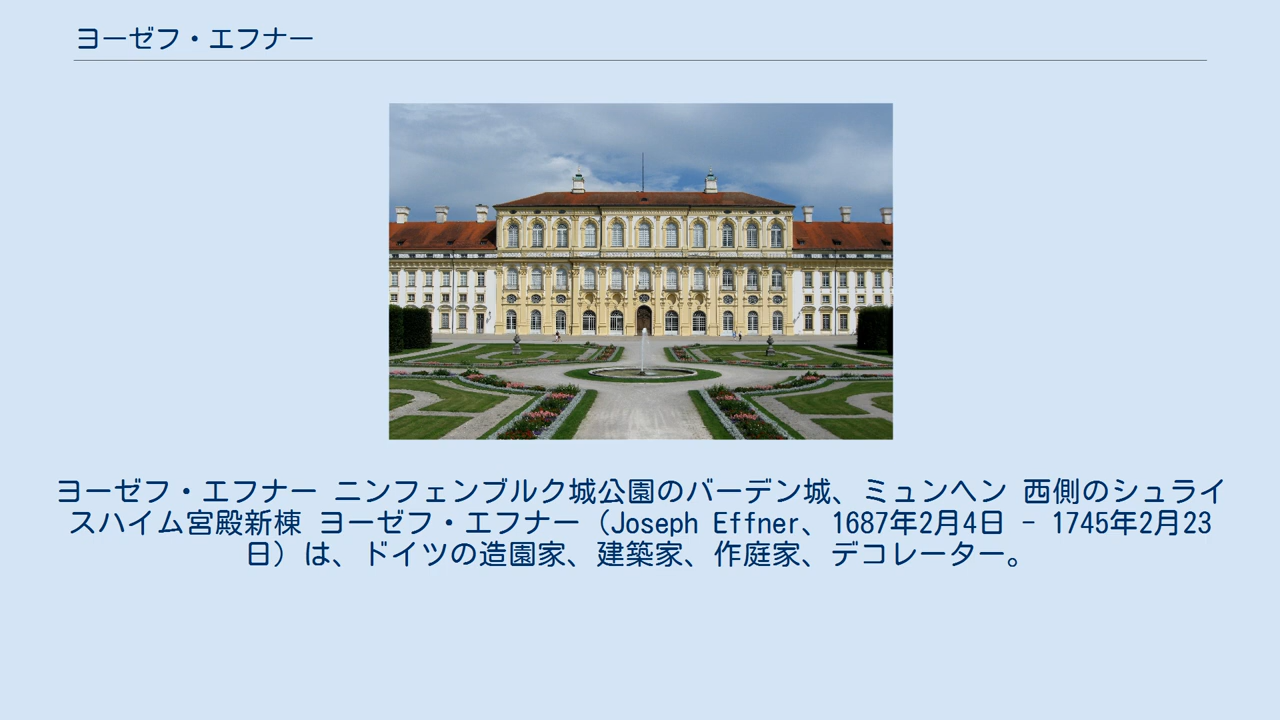 ヨーゼフ・エフナー
ヨーゼフ・エフナー ニンフェンブルク城公園のバーデン城、ミュンヘン 西側のシュライ
スハイム宮殿新棟 ヨーゼフ・エフナー（Joseph Effner、1687年2月4日 - 1745年2月23
日）は、ドイツの造園家、建築家、作庭家、デコレーター。